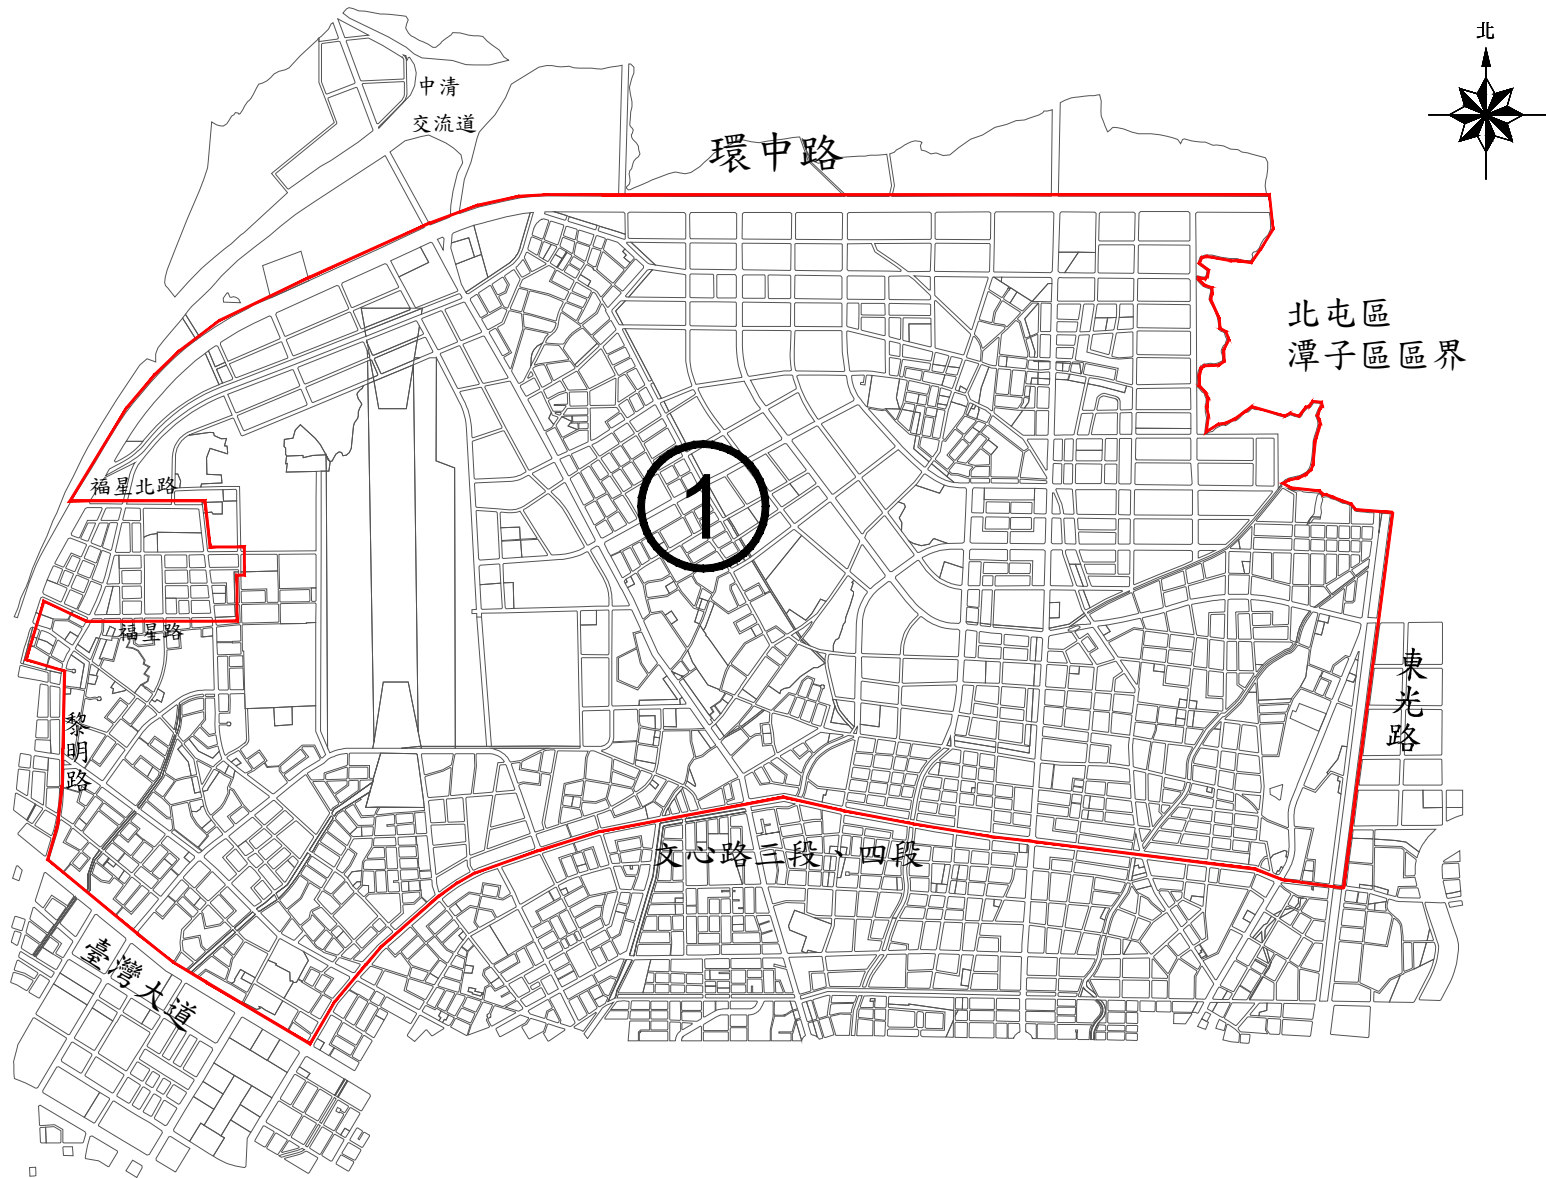 北
中清
交流道
環中路
北屯區
潭子區區界
1
福星北路
福星路
東光路
黎明路
文心路三段、四段
臺灣大道